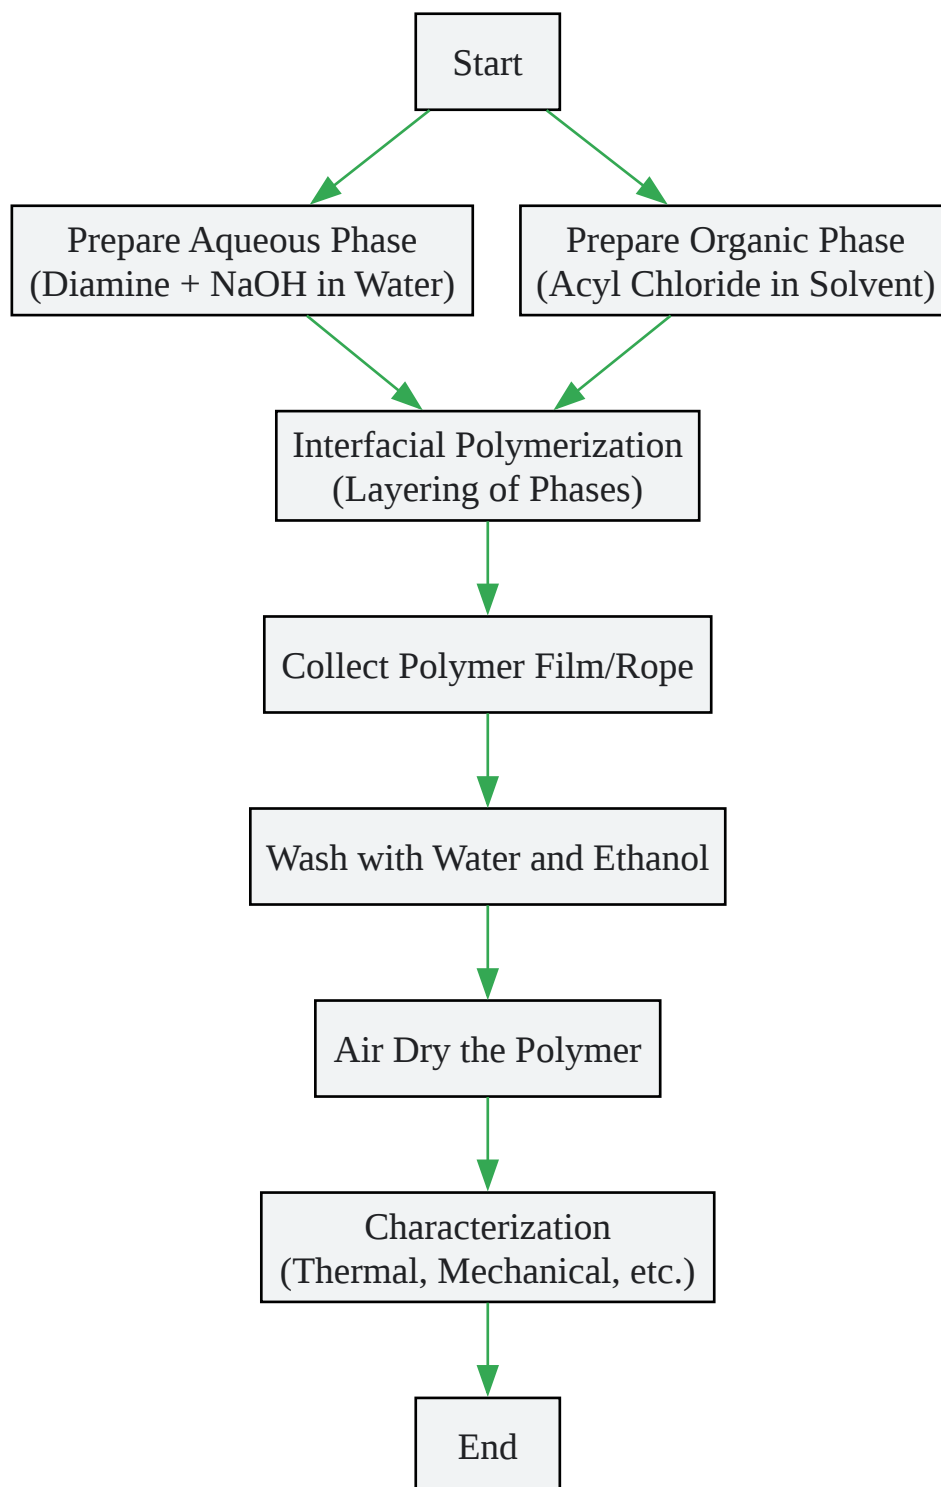 Start
Prepare Aqueous Phase
(Diamine + NaOH in Water)
Prepare Organic Phase
(Acyl Chloride in Solvent)
Interfacial Polymerization
(Layering of Phases)
Collect Polymer Film/Rope
Wash with Water and Ethanol
Air Dry the Polymer
Characterization
(Thermal, Mechanical, etc.)
End